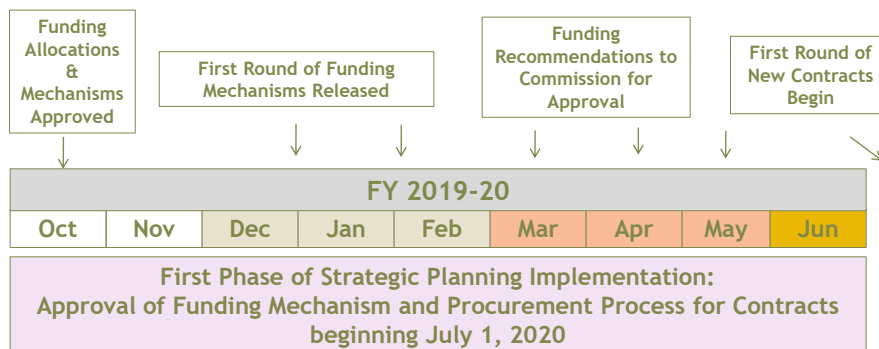 Funding
Allocations
&
Mechanisms
Approved
First Round of Funding
Mechanisms Released
Funding
Recommendations to
Commission for
Approval
First Round of
New Contracts
Begin
FY 2019-20
Oct Nov Dec Jan Feb Mar Apr May Jun
First Phase of Strategic Planning Implementation:
Approval of Funding Mechanism and Procurement Process for Contracts
beginning July 1, 2020